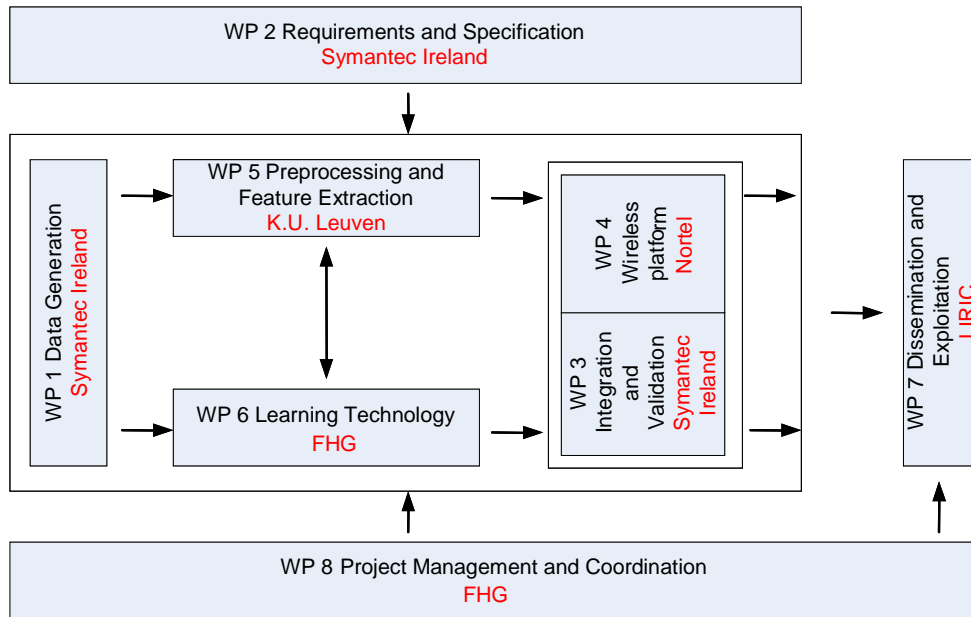 WP 2 Requirements and Specification
Symantec Ireland
WP 1 Data Generation
Symantec Ireland
WP 5 Preprocessing and
Feature Extraction
K.U. Leuven
WP 6 Learning Technology
FHG
WP 4
Wireless
platform
Nortel
WP 3
Integration
and
Validation
Symantec
Ireland
WP 7 Dissemination and
Exploitation
WP 8 Project Management and Coordination
FHG